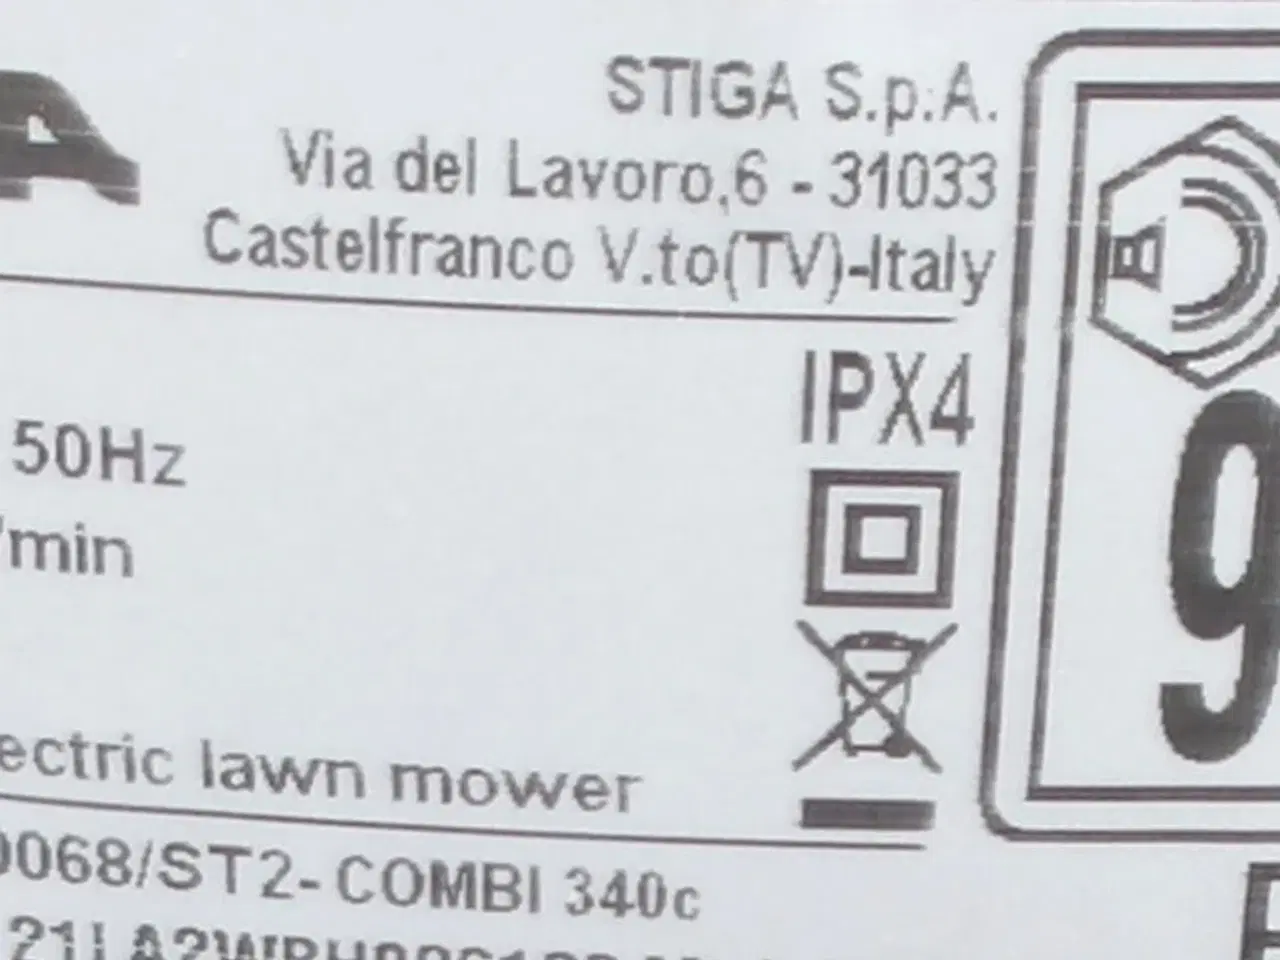 STIGA S.p.A.
Via del Lavoro,6 - 31033
Castelfranco V.to(TV)-Italy
IPX4
50Hz
/min
ectric lawn mower
0068/ST2- COMBI 340c
9